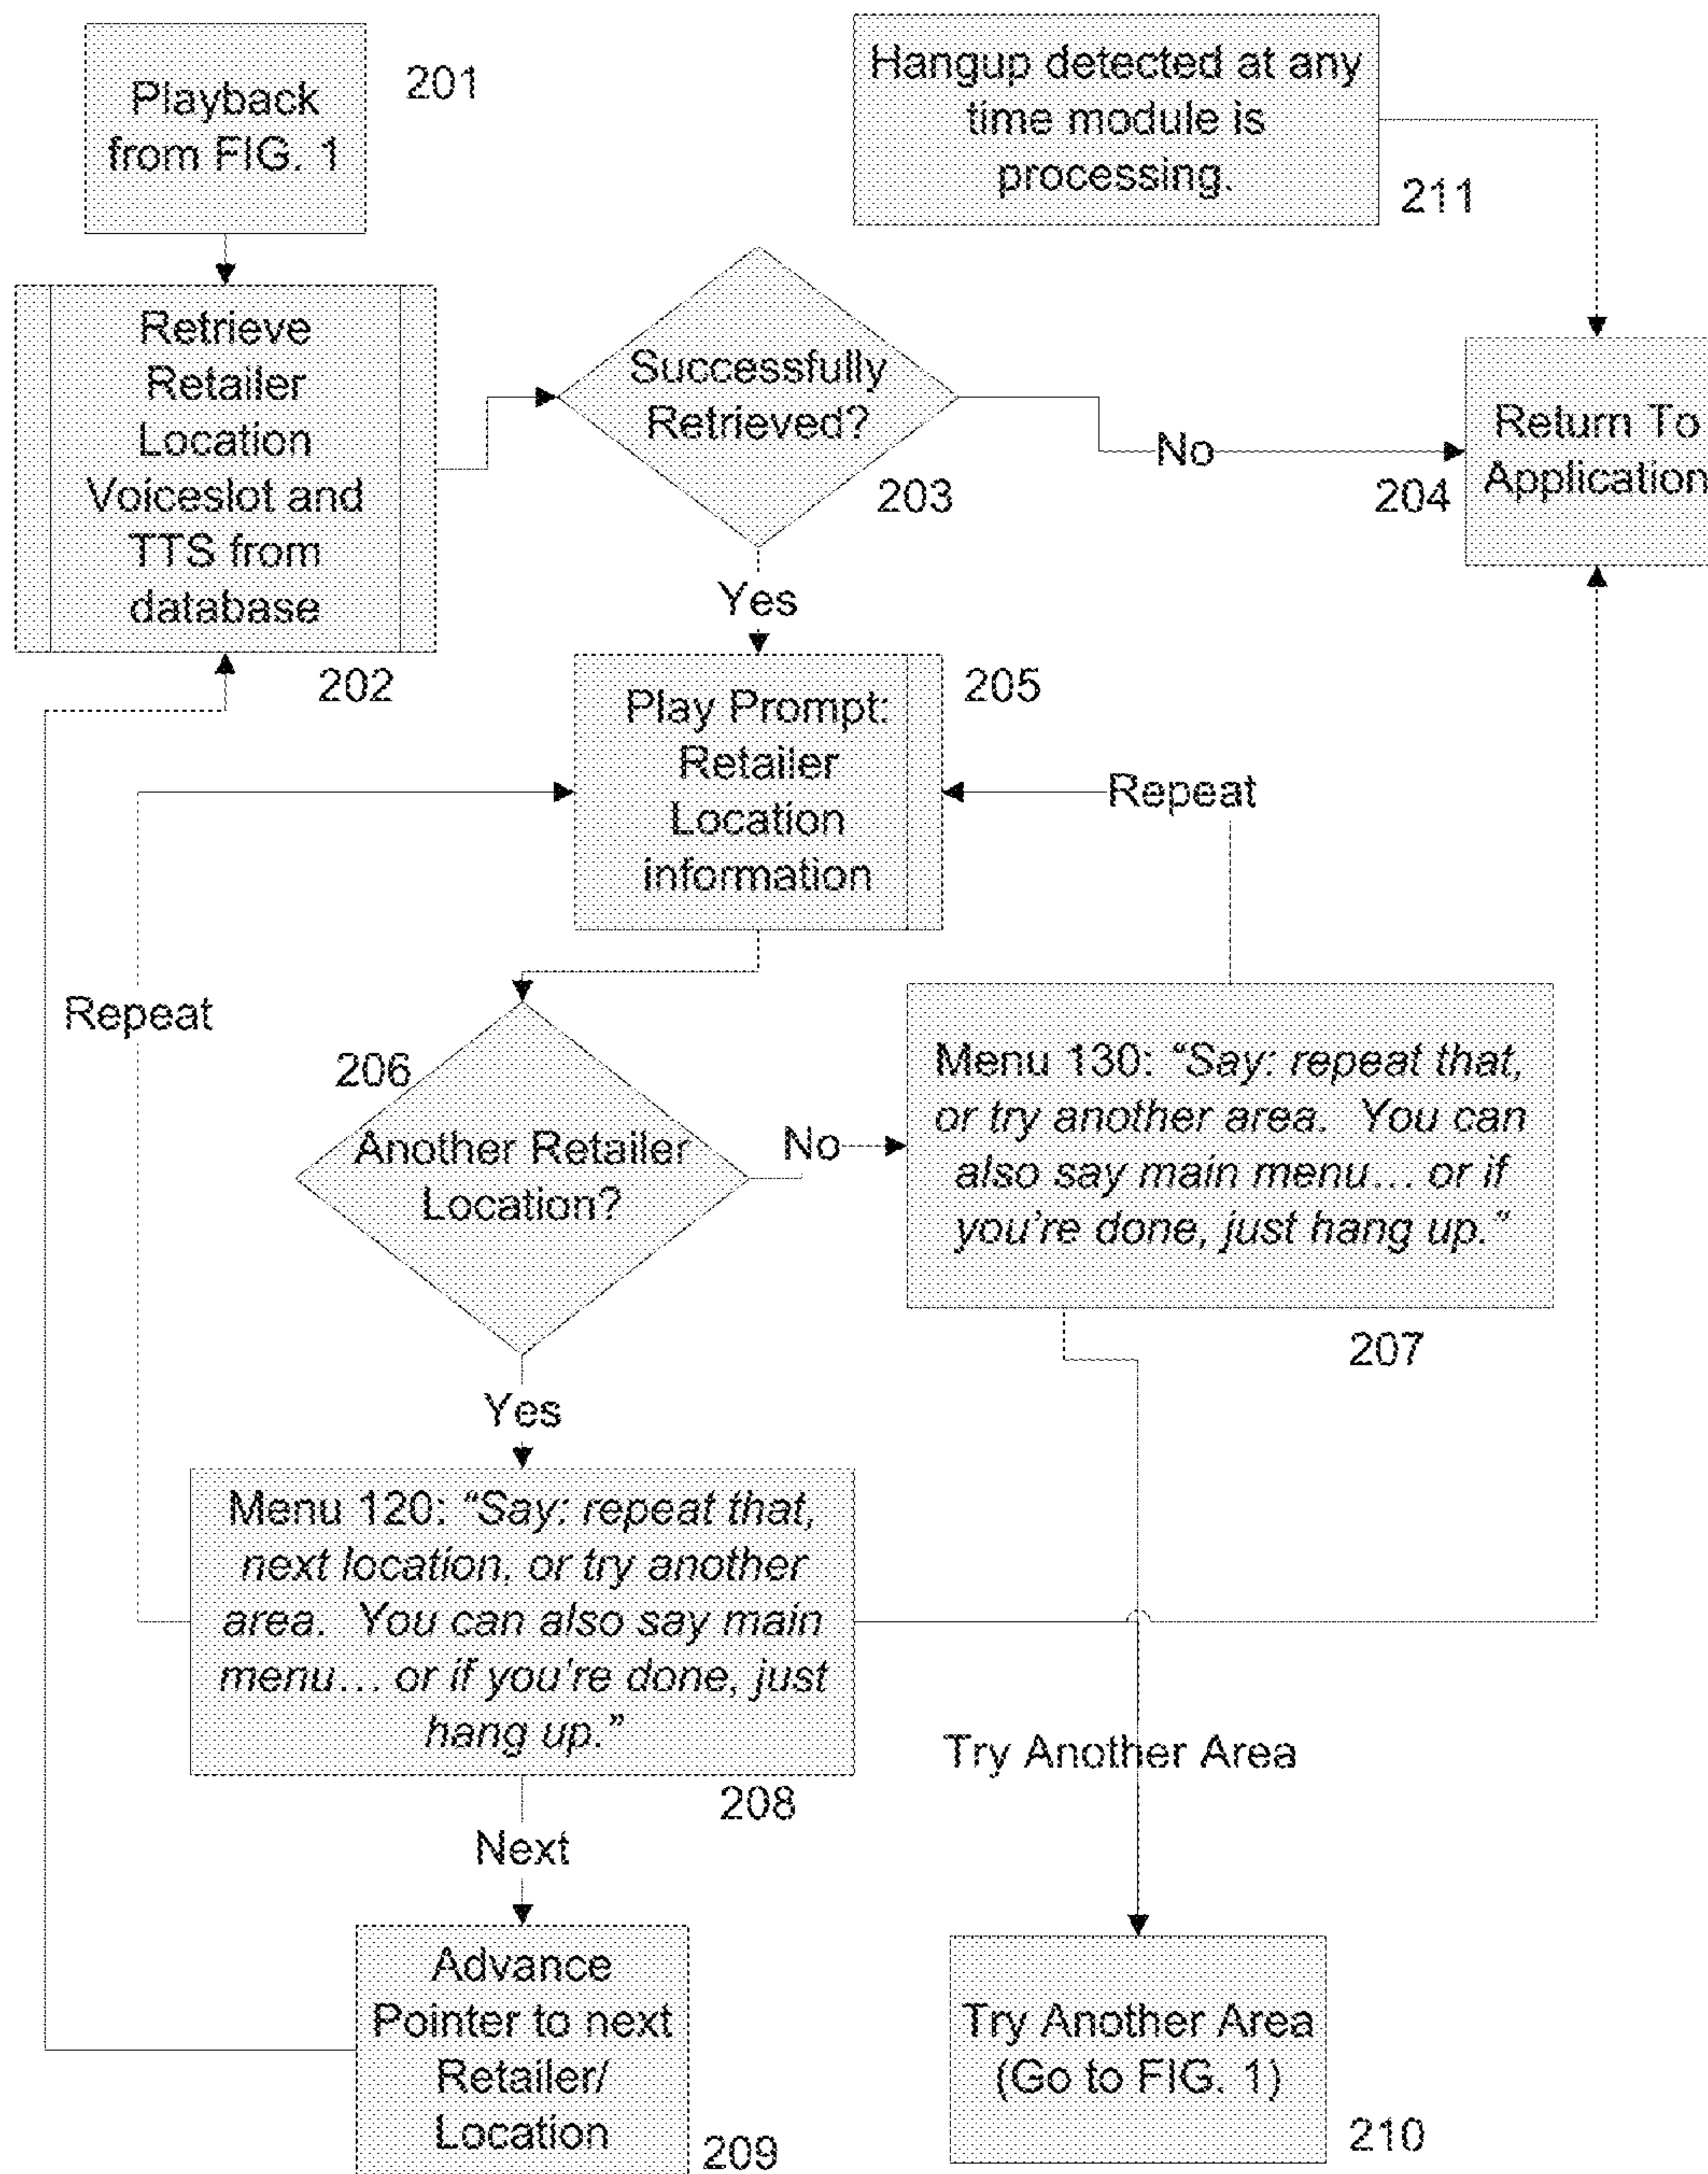 Playback
from FIG. 1
201
Hangup detected at any
time module is
processing.
211
Retrieve
Retailer
Location
Voiceslot and
TTS from
database
202
Successfully
Retrieved?
203
No
204
Return To
Application
Yes
Play Prompt:
Retailer
Location
information
205
Repeat
Repeat
206
Another Retailer
Location?
No
Menu 130: “Say: repeat that,
or try another area. You can
also say main menu... or if
you’re done, just hang up.”
207
Yes
Menu 120: “Say: repeat that,
next location, or try another
area. You can also say main
menu... or if you’re done, just
hang up.”
208
Try Another Area
Next
Advance
Pointer to next
Retailer/
Location
209
Try Another Area
(Go to FIG. 1)
210